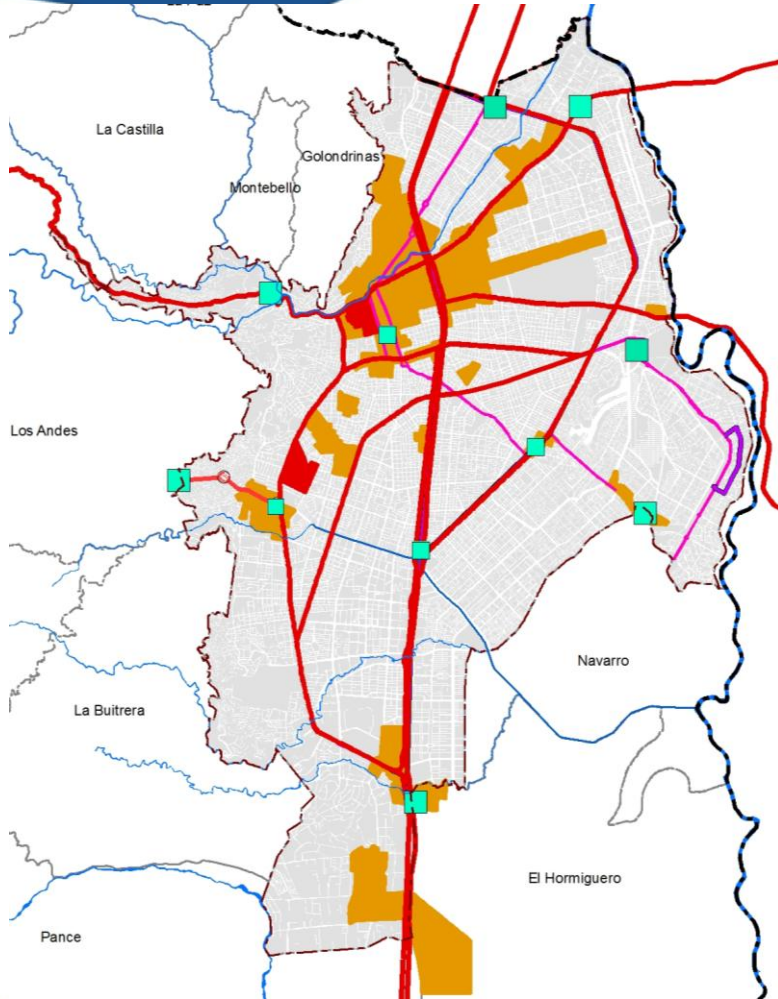 La Castilla
Golondrinas
Montebello
Los Andes
Navarro
La Buitrera
El Hormiguero
Pance